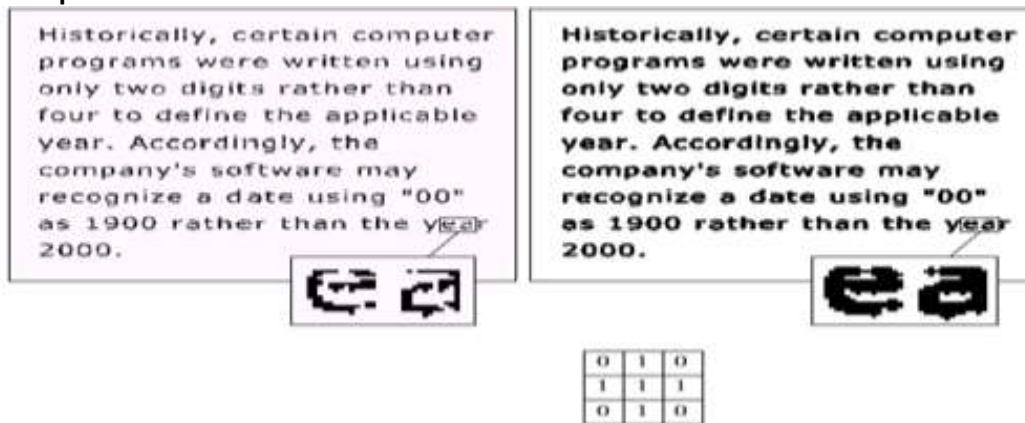 Historically, certain computer
programs were written using
only two digits rather than
four to define the applicable
year. Accordingly, the
company's software may
recognize a date using "00"
as 1900 rather than the year
2000.
e a
Historically, certain computer
programs were written using
only two digits rather than
four to define the applicable
year. Accordingly, the
company's software may
recognize a date using "00"
as 1900 rather than the year
2000.
e a
0 1 0
1 1 1
0 1 0